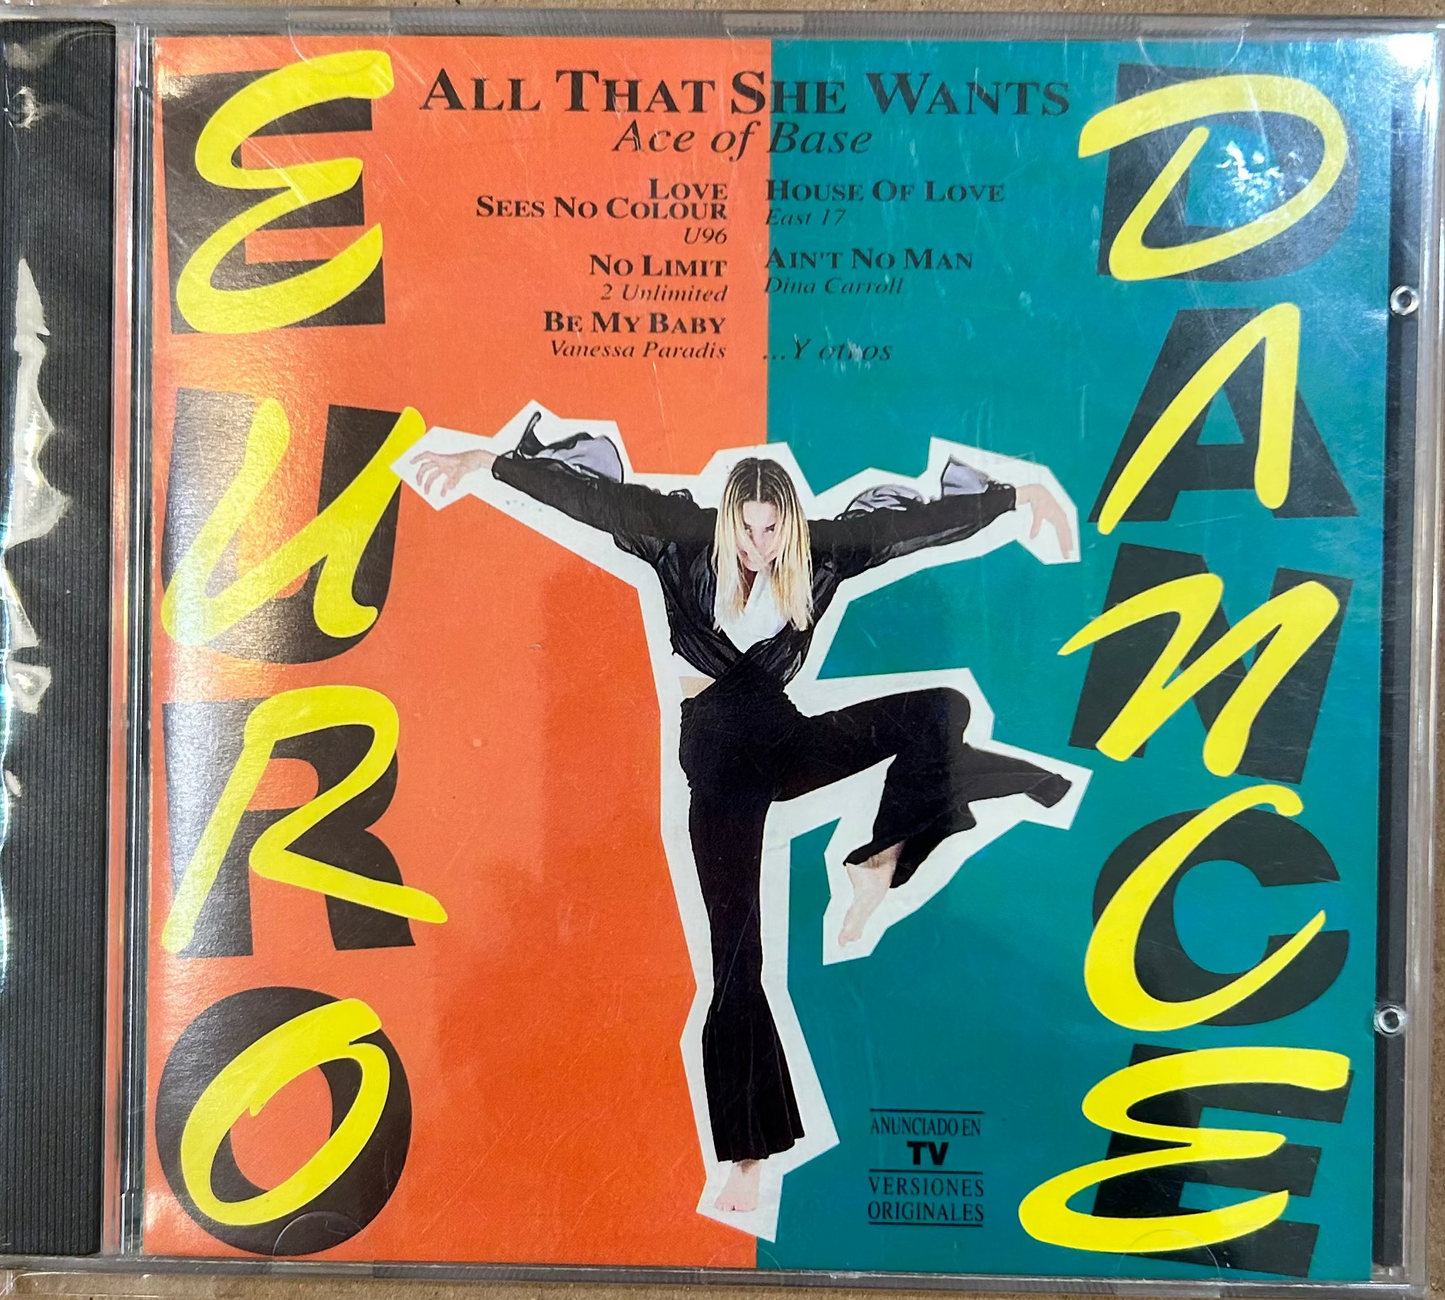 EURO
DANCE
ALL THAT SHE WANTS
Ace of Base
LOVE
SEES NO COLOUR
U96
NO LIMIT
2 Unlimited
BE MY BABY
Vanessa Paradis
HOUSE OF LOVE
East 17
AIN'T NO MAN
Dina Carroll
...Y otros
ANUNCIADO EN
TV
VERSIONES
ORIGINALES